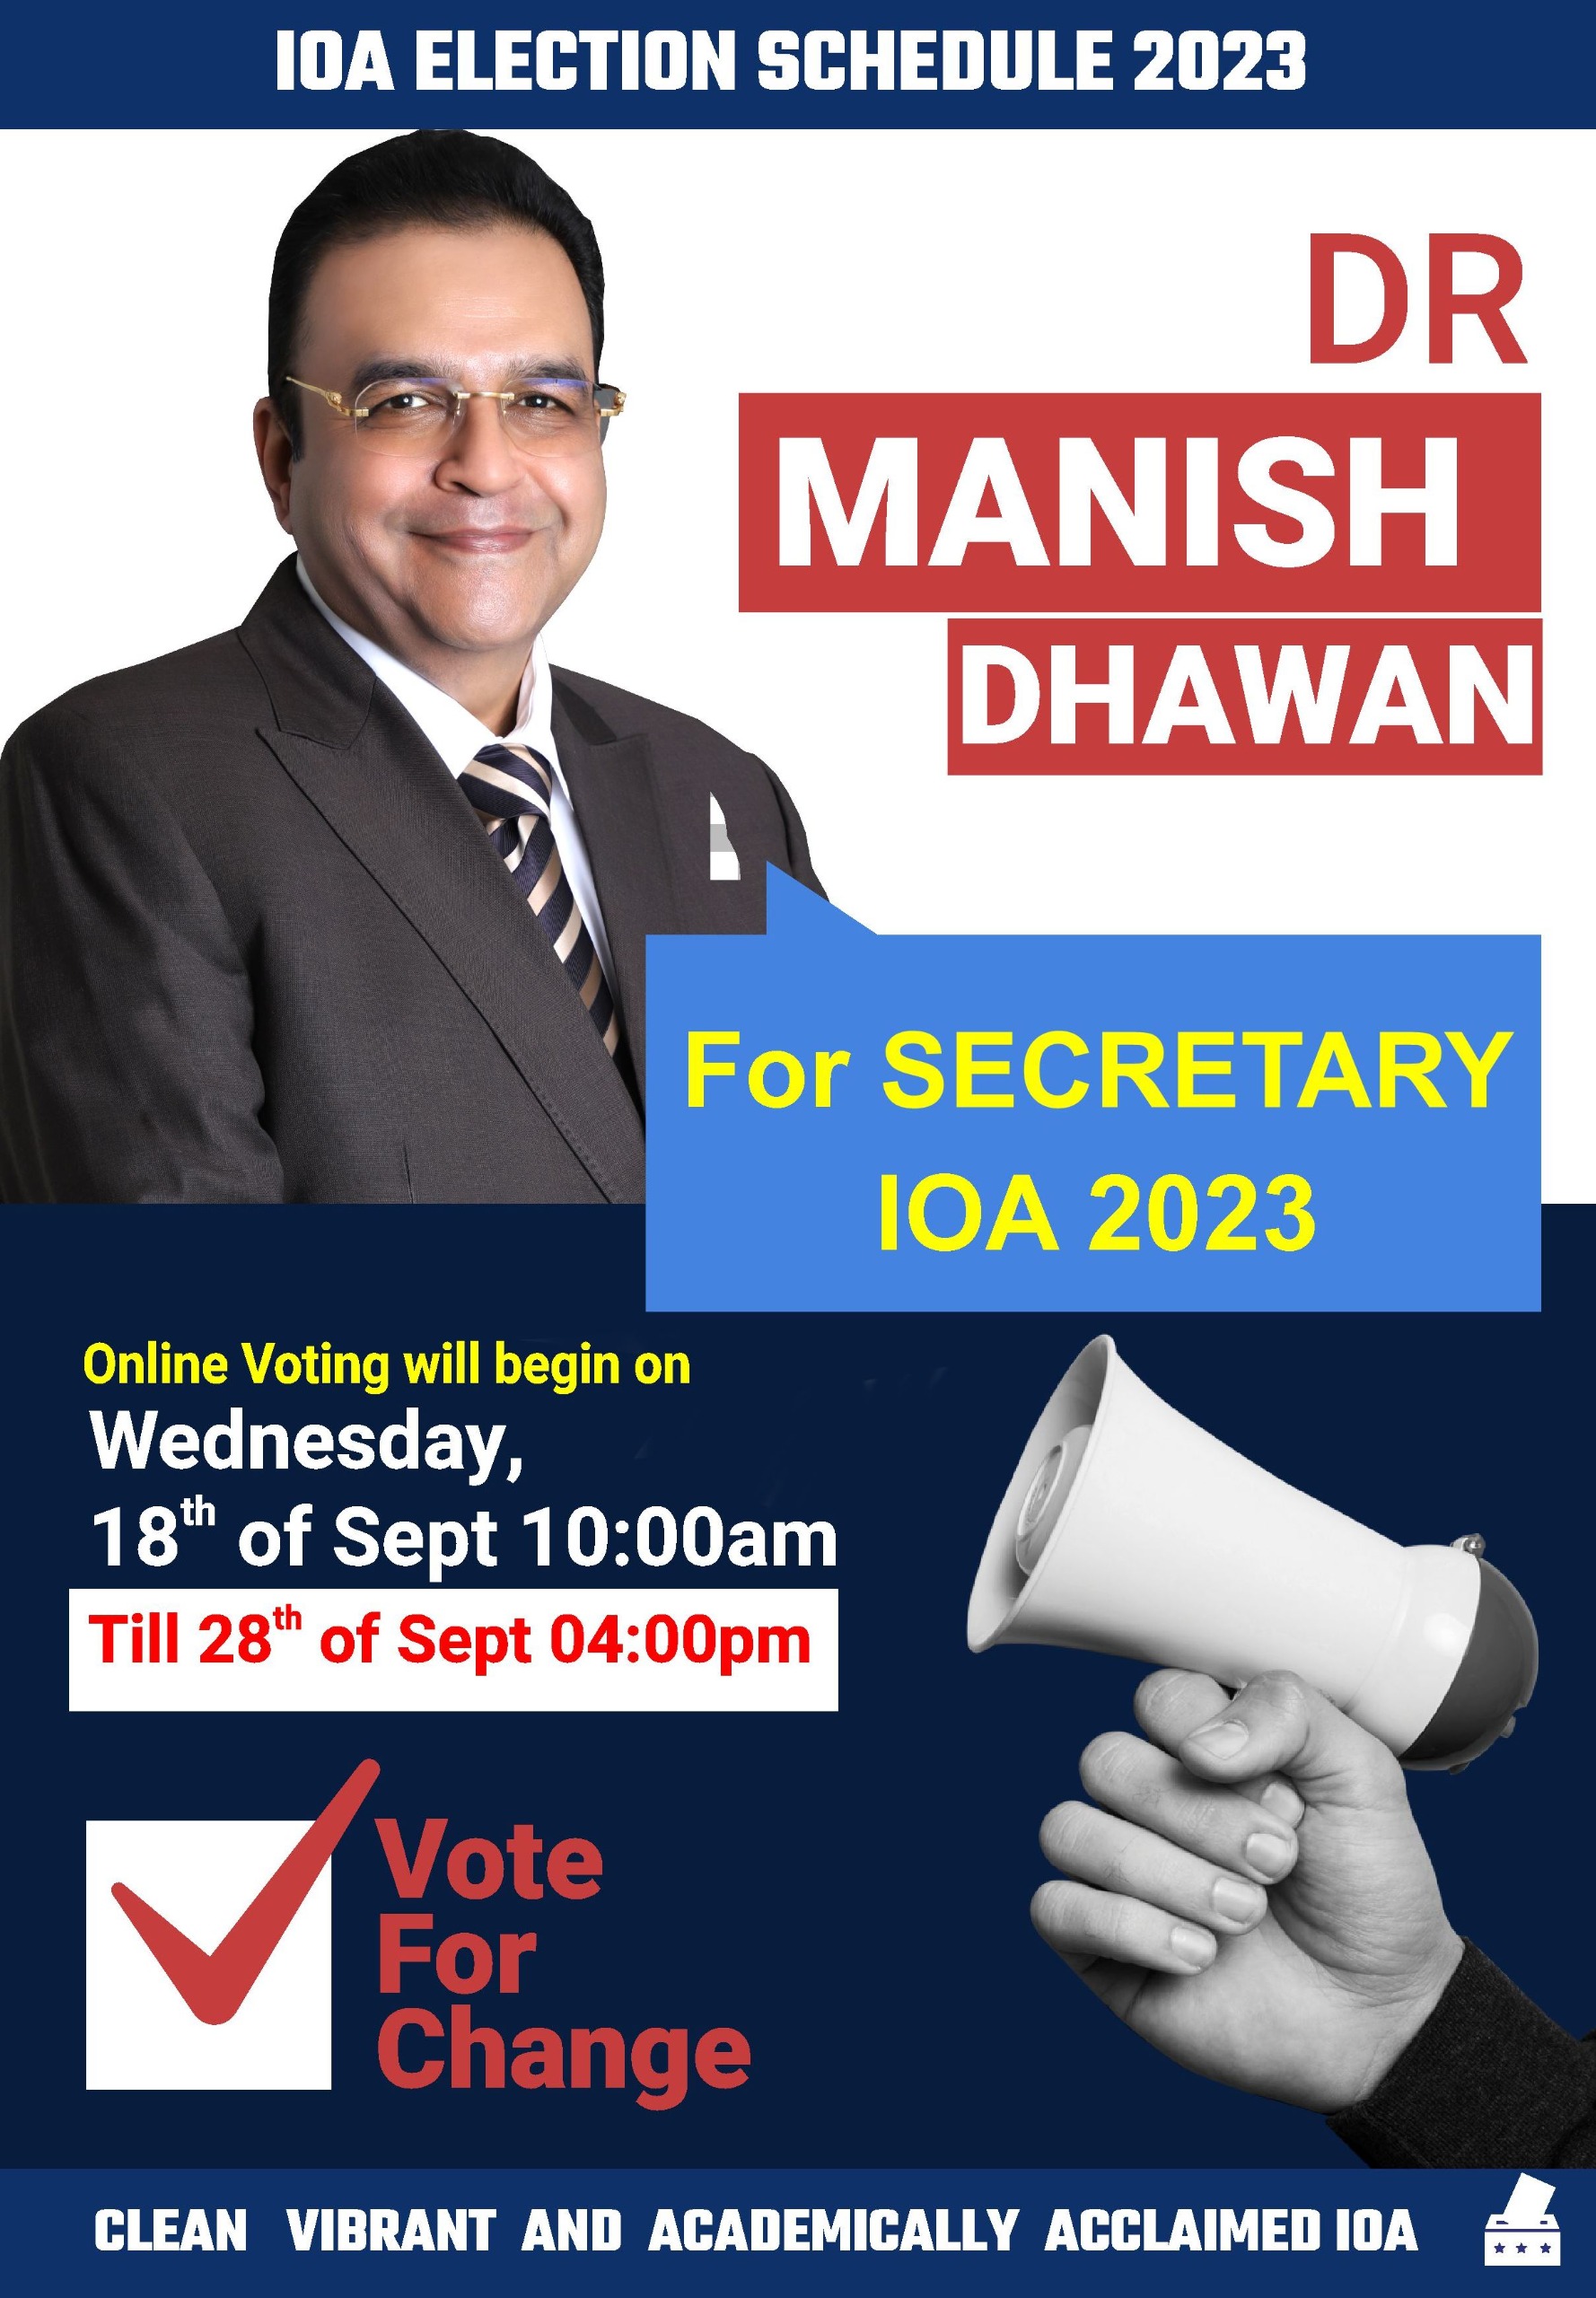 IOA ELECTION SCHEDULE 2023
DR
MANISH
DHAWAN
For SECRETARY
IOA 2023
Online Voting will begin on
Wednesday,
18th of Sept 10:00am
Till 28th of Sept 04:00pm
Vote
For
Change
CLEAN VIBRANT AND ACADEMICALLY ACCLAIMED IOA